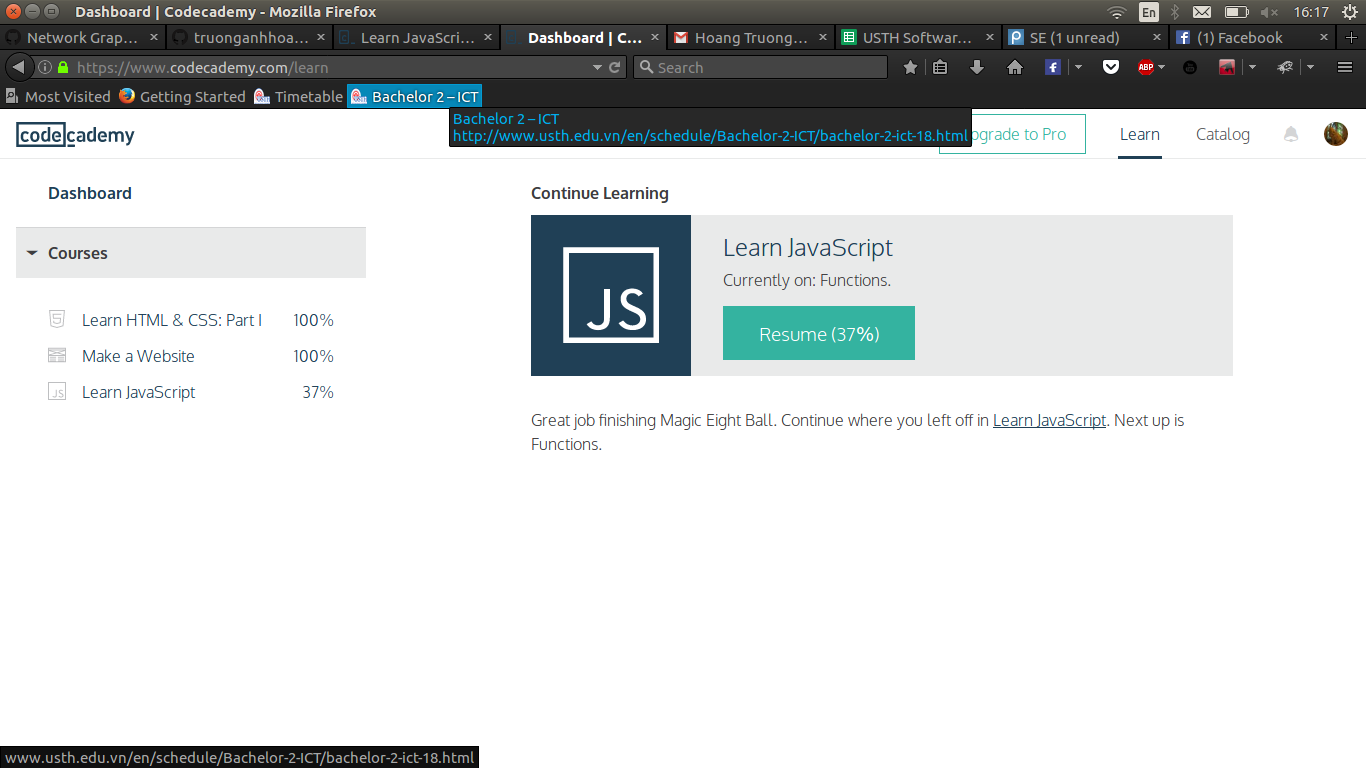 Dashboard | Codecademy - Mozilla Firefox
En
16:17
Network Grap...
truonganhhoa...
Learn JavaScri...
Dashboard | C...
Hoang Truong...
USTH Softwar...
SE (1 unread)
(1) Facebook
https://www.codecademy.com/learn
Search
ABP
Most Visited
Getting Started
Timetable
Bachelor 2 – ICT
Bachelor 2 – ICT
http://www.usth.edu.vn/en/schedule/Bachelor-2-ICT/bachelor-2-ict-18.html
codecademy
pgrade to Pro
Learn
Catalog
Dashboard
Courses
Learn HTML & CSS: Part I 100%
Make a Website 100%
JS Learn JavaScript 37%
Continue Learning
JS
Learn JavaScript
Currently on: Functions.
Resume (37%)
Great job finishing Magic Eight Ball. Continue where you left off in Learn JavaScript. Next up is
Functions.
www.usth.edu.vn/en/schedule/Bachelor-2-ICT/bachelor-2-ict-18.html